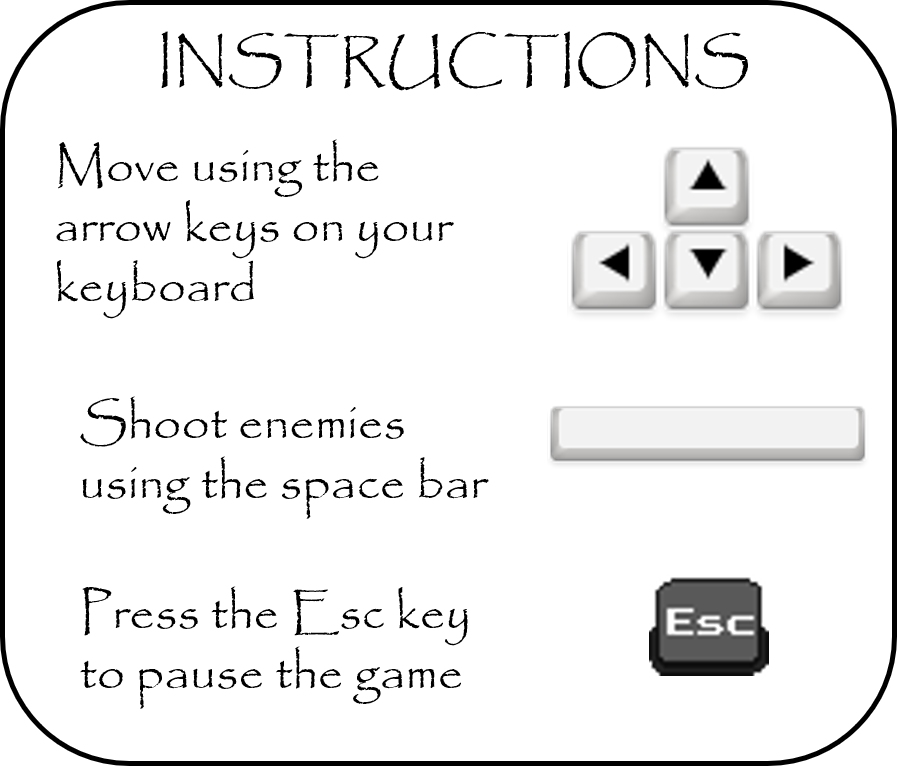 INSTRUCTIONS
Move using the
arrow keys on your
keyboard
Shoot enemies
using the space bar
Press the Esc key
to pause the game
Esc